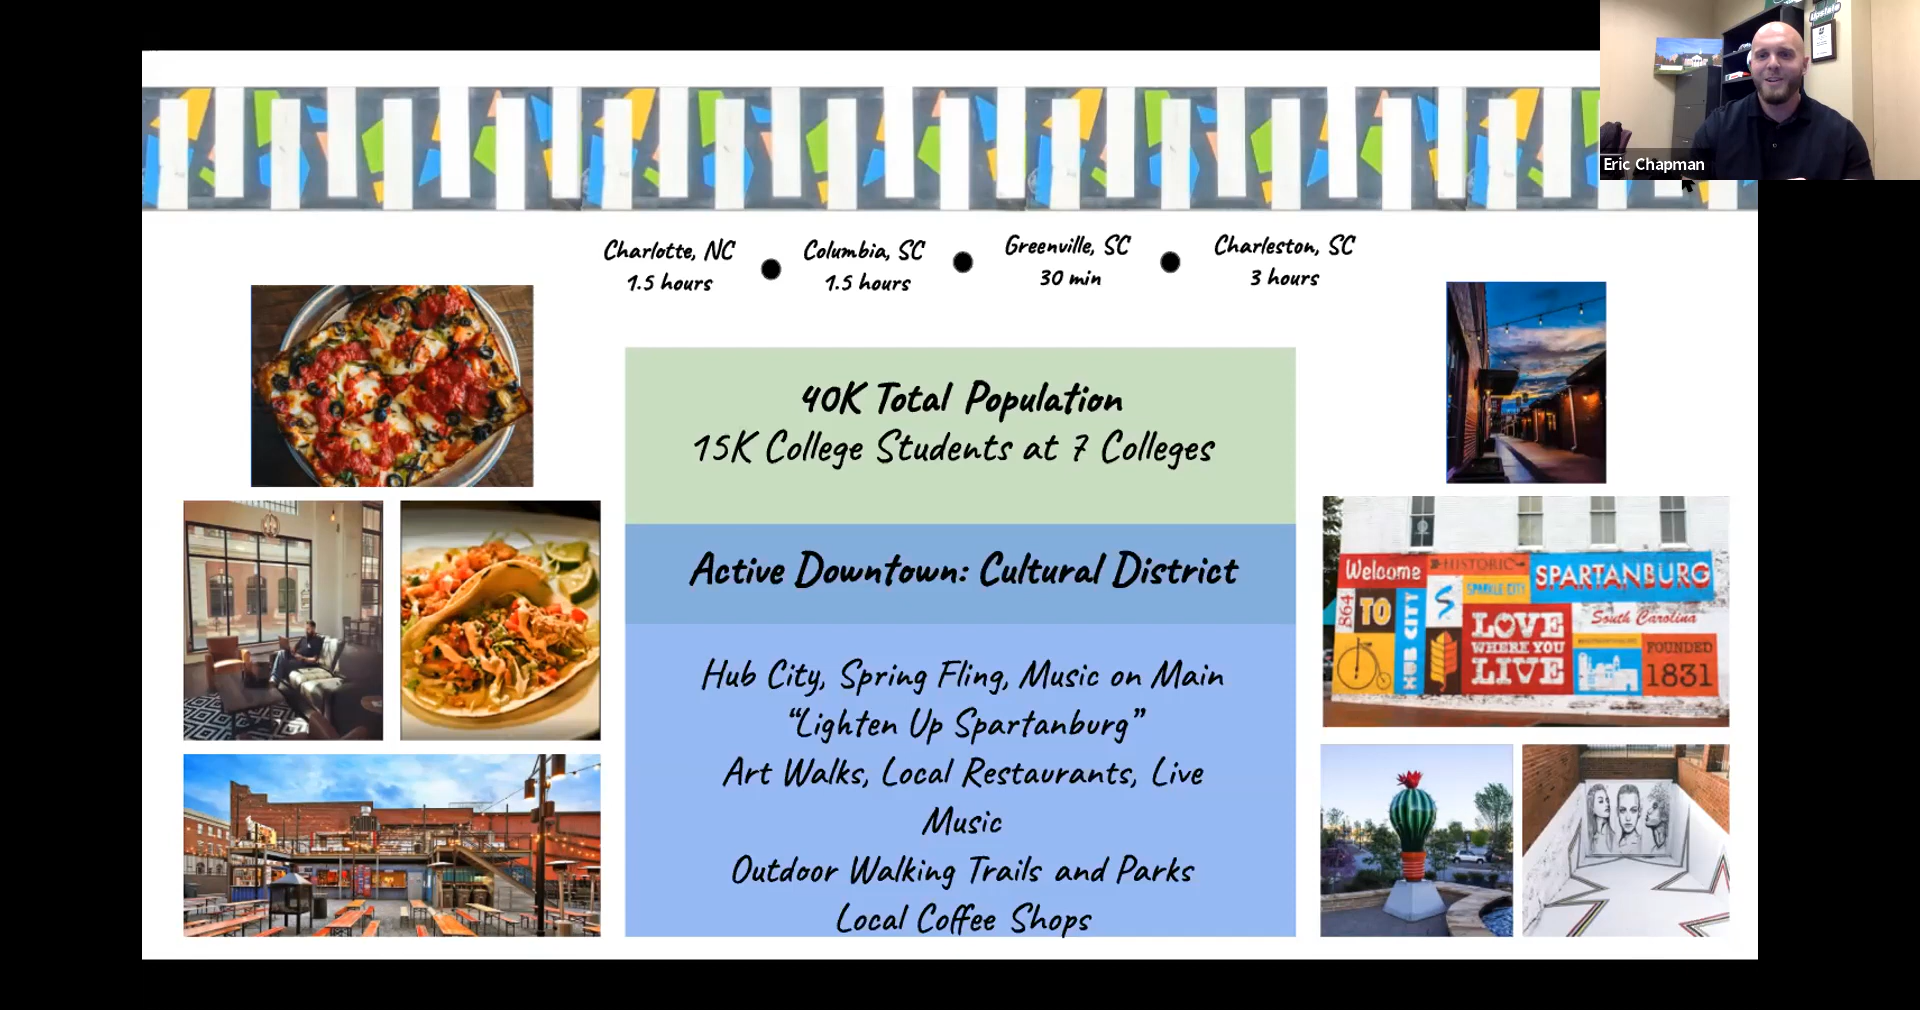 Upstate
Eric Chapman
Charlotte, NC
1.5 hours
Columbia, SC
1.5 hours
Greenville, SC
30 min
Charleston, SC
3 hours
40K Total Population
15K College Students at 7 Colleges
Active Downtown: Cultural District
Hub City, Spring Fling, Music on Main
“Lighten Up Spartanburg”
Art Walks, Local Restaurants, Live
Music
Outdoor Walking Trails and Parks
Local Coffee Shops
Welcome
HISTORIC
SPARTANBURG
864
TO
HUB CITY
S
SPARKLE CITY
South Carolina
LOVE
WHERE YOU
LIVE
FOUNDED
1831